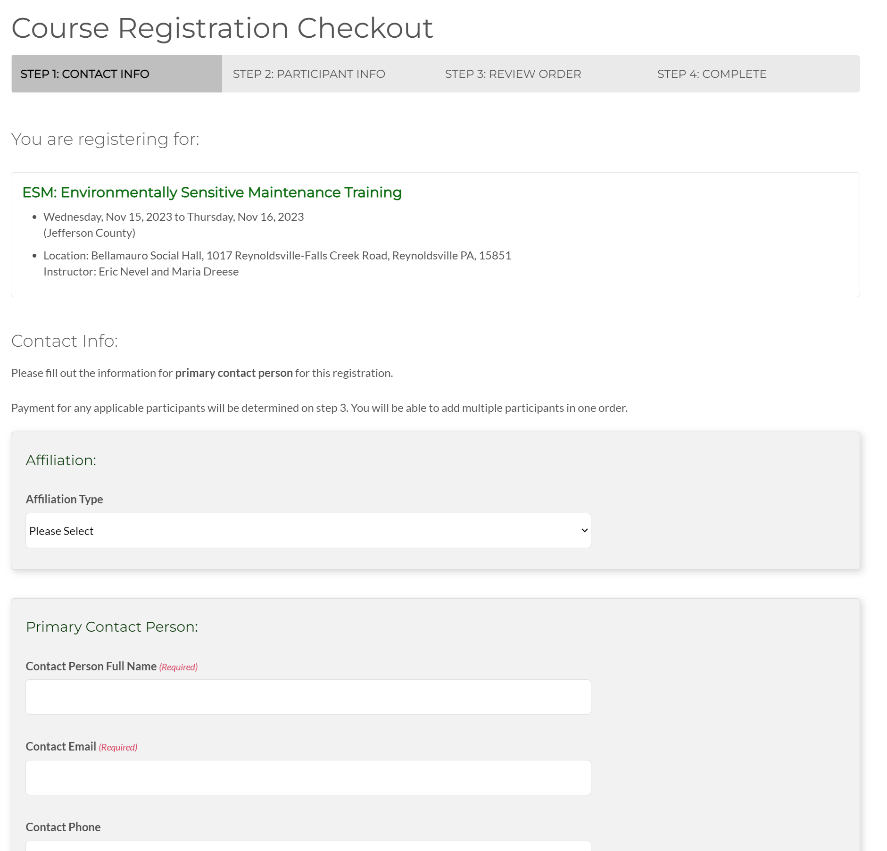 Course Registration Checkout
STEP 1: CONTACT INFO
STEP 2: PARTICIPANT INFO
STEP 3: REVIEW ORDER
STEP 4: COMPLETE
You are registering for:
ESM: Environmentally Sensitive Maintenance Training
Wednesday, Nov 15, 2023 to Thursday, Nov 16, 2023
(Jefferson County)
Location: Bellamauro Social Hall, 1017 Reynoldsville-Falls Creek Road, Reynoldsville PA, 15851
Instructor: Eric Nevel and Maria Dreese
Contact Info:
Please fill out the information for primary contact person for this registration.
Payment for any applicable participants will be determined on step 3. You will be able to add multiple participants in one order.
Affiliation:
Affiliation Type
Please Select
Primary Contact Person:
Contact Person Full Name (Required)
Contact Email (Required)
Contact Phone